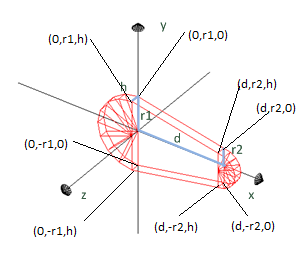 y
(0,r1,h)
(0,r1,0)
h
(d,r2,h)
(d,r2,0)
r1
d
(0,-r1,0)
r2
z
x
(0,-r1,h)
(d,-r2,h)
(d,-r2,0)